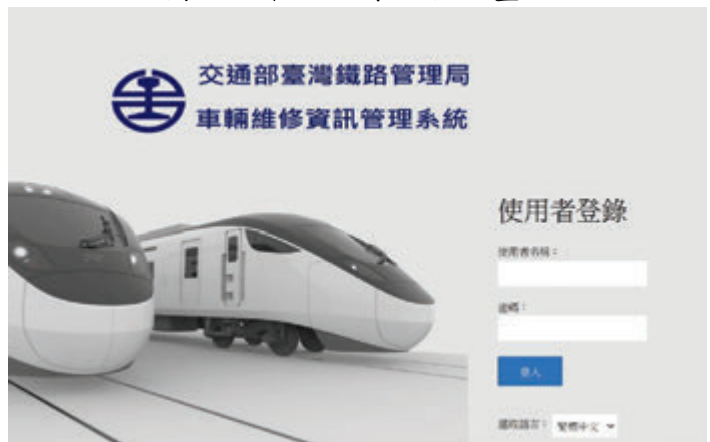 交通部臺灣鐵路管理局
車輛維修資訊管理系統
使用者登錄
使用者名稱：
密碼：
登入
選取語言：
繁體中文